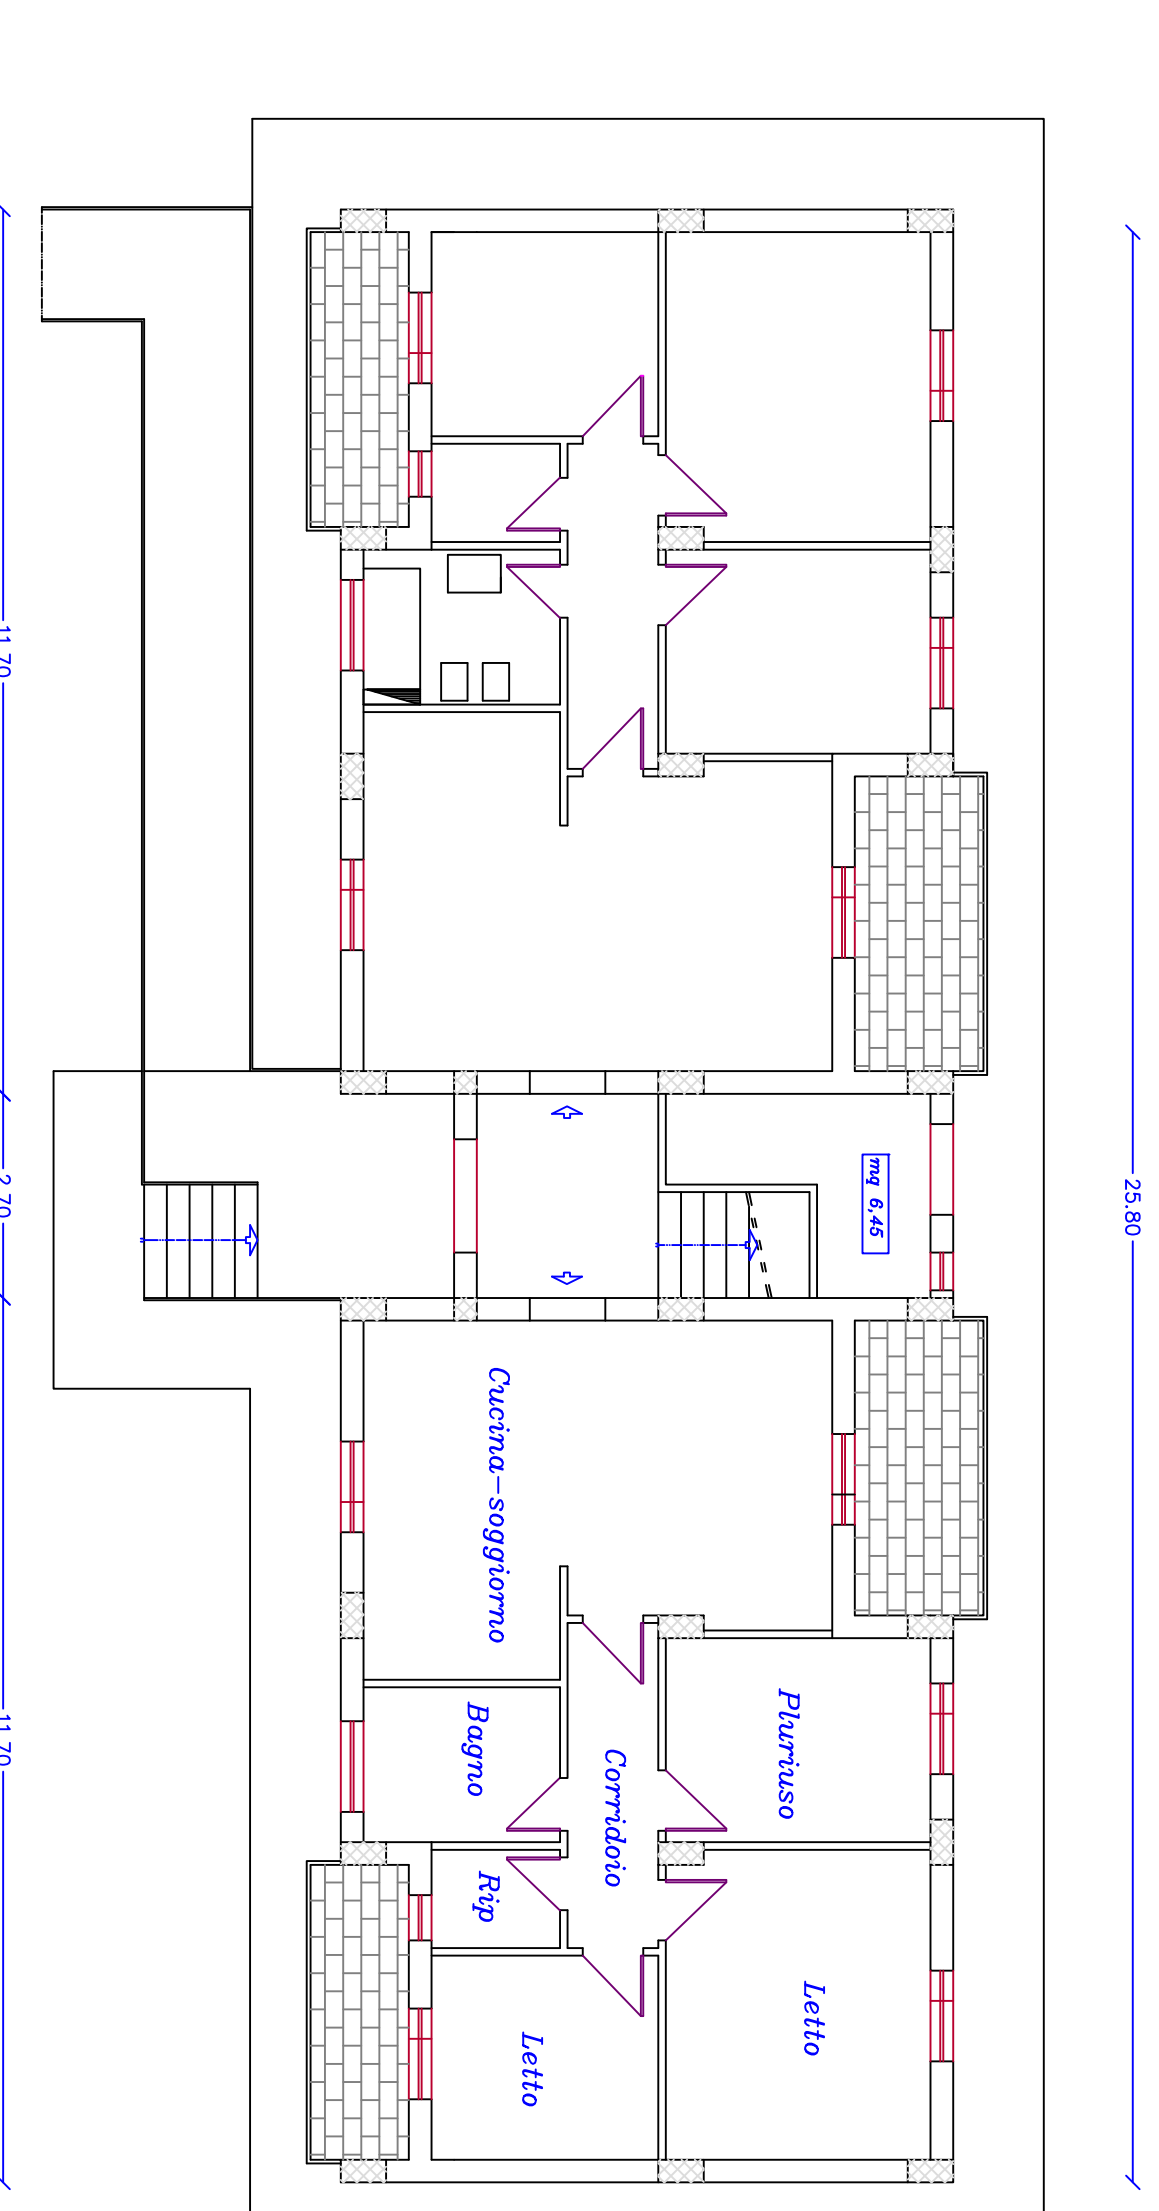 25.80
mq 6,45
Cucina-soggiorno
Pluriuso
Bagno
Corridoio
Rip
Letto
Letto
11.70
2.70
11.70